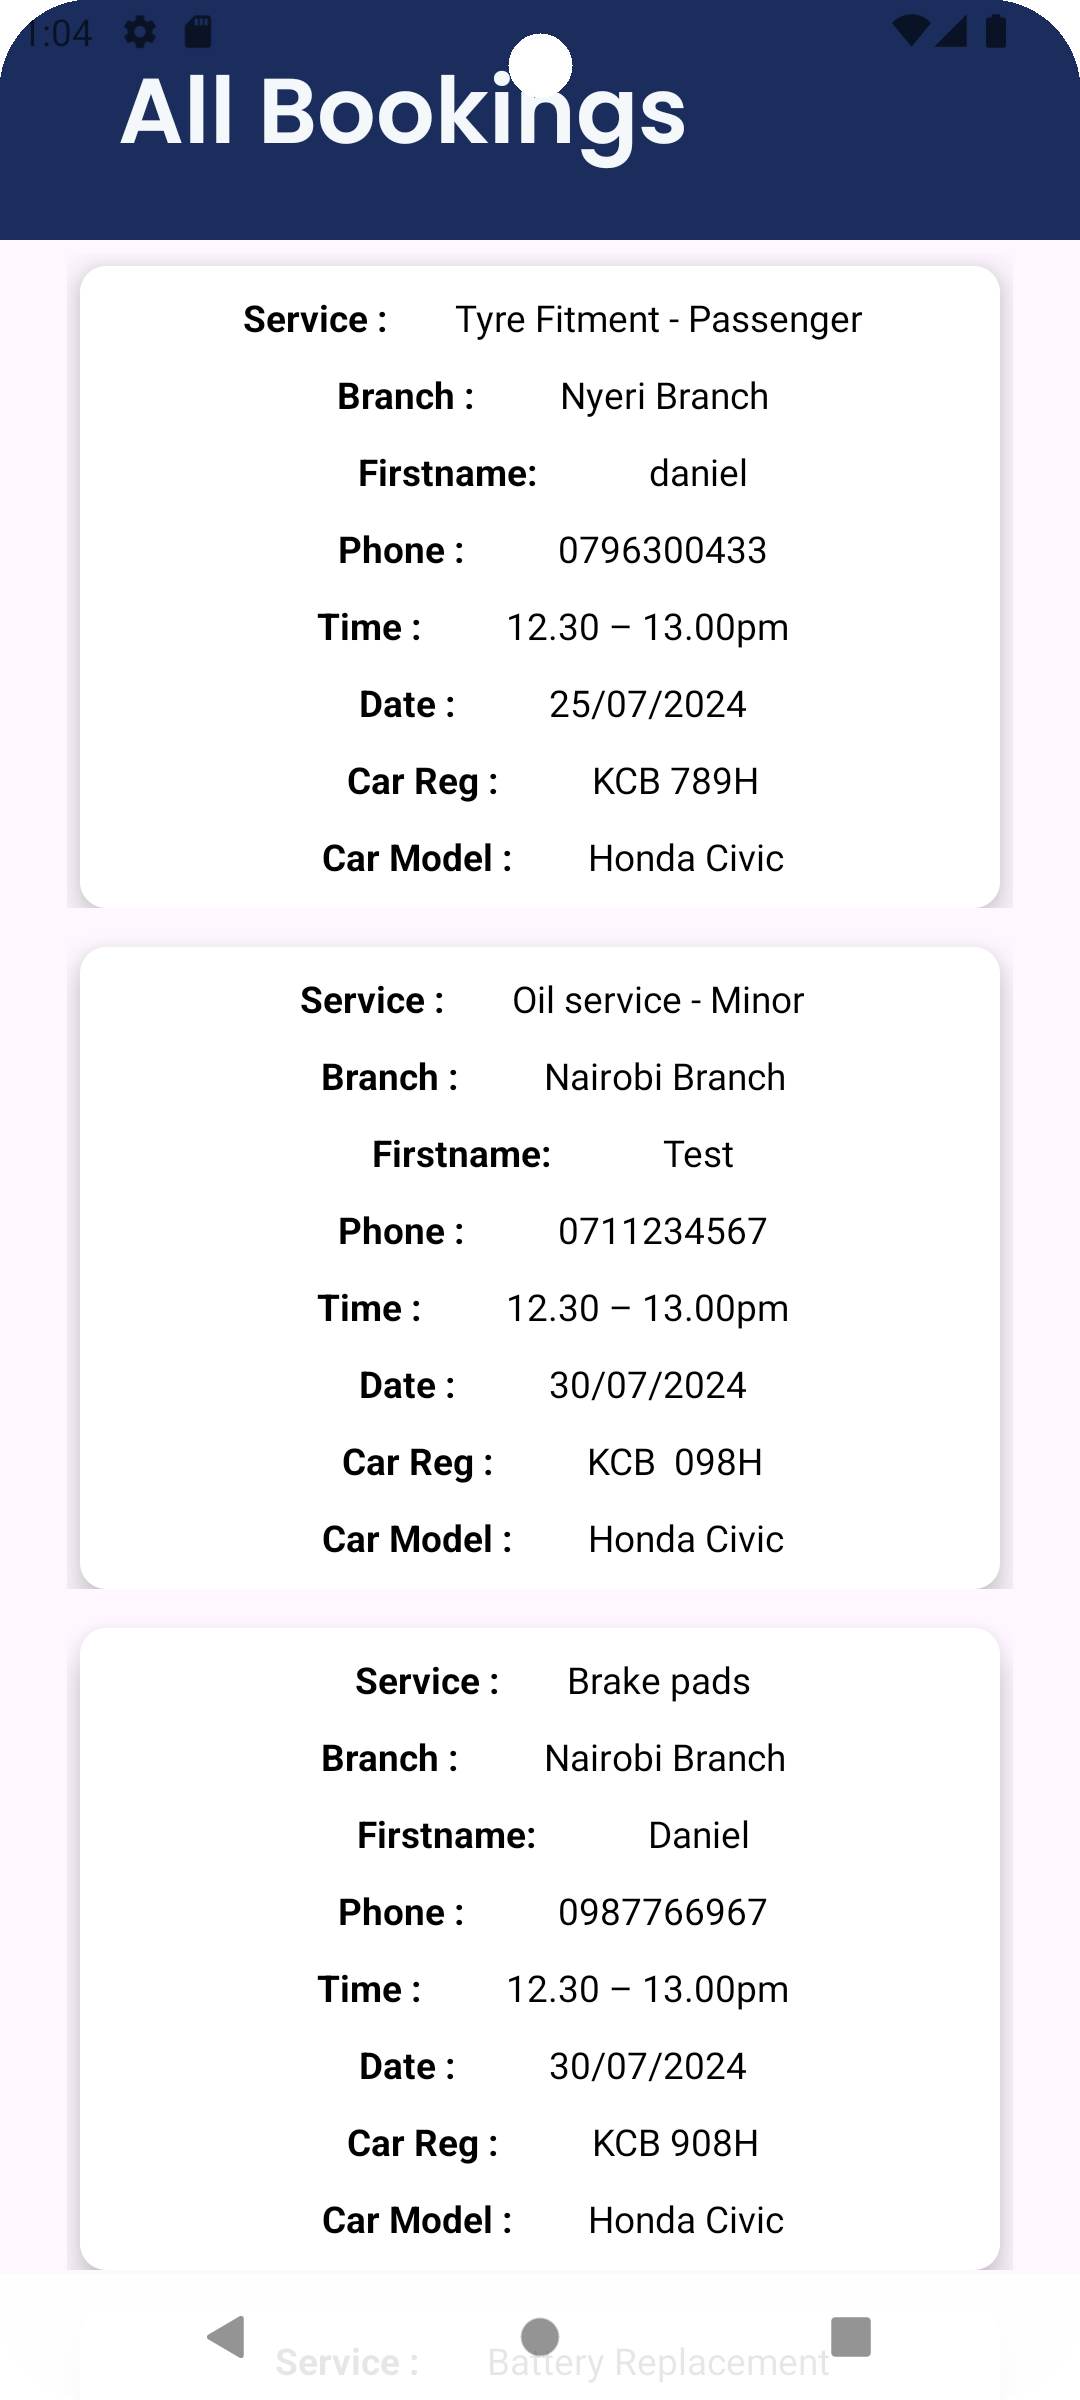 1:04
All Bookings
Service : Tyre Fitment - Passenger
Branch : Nyeri Branch
Firstname: daniel
Phone : 0796300433
Time : 12.30 – 13.00pm
Date : 25/07/2024
Car Reg : KCB 789H
Car Model : Honda Civic
Service : Oil service - Minor
Branch : Nairobi Branch
Firstname: Test
Phone : 0711234567
Time : 12.30 – 13.00pm
Date : 30/07/2024
Car Reg : KCB  098H
Car Model : Honda Civic
Service : Brake pads
Branch : Nairobi Branch
Firstname: Daniel
Phone : 0987766967
Time : 12.30 – 13.00pm
Date : 30/07/2024
Car Reg : KCB 908H
Car Model : Honda Civic
Service : Battery Replacement